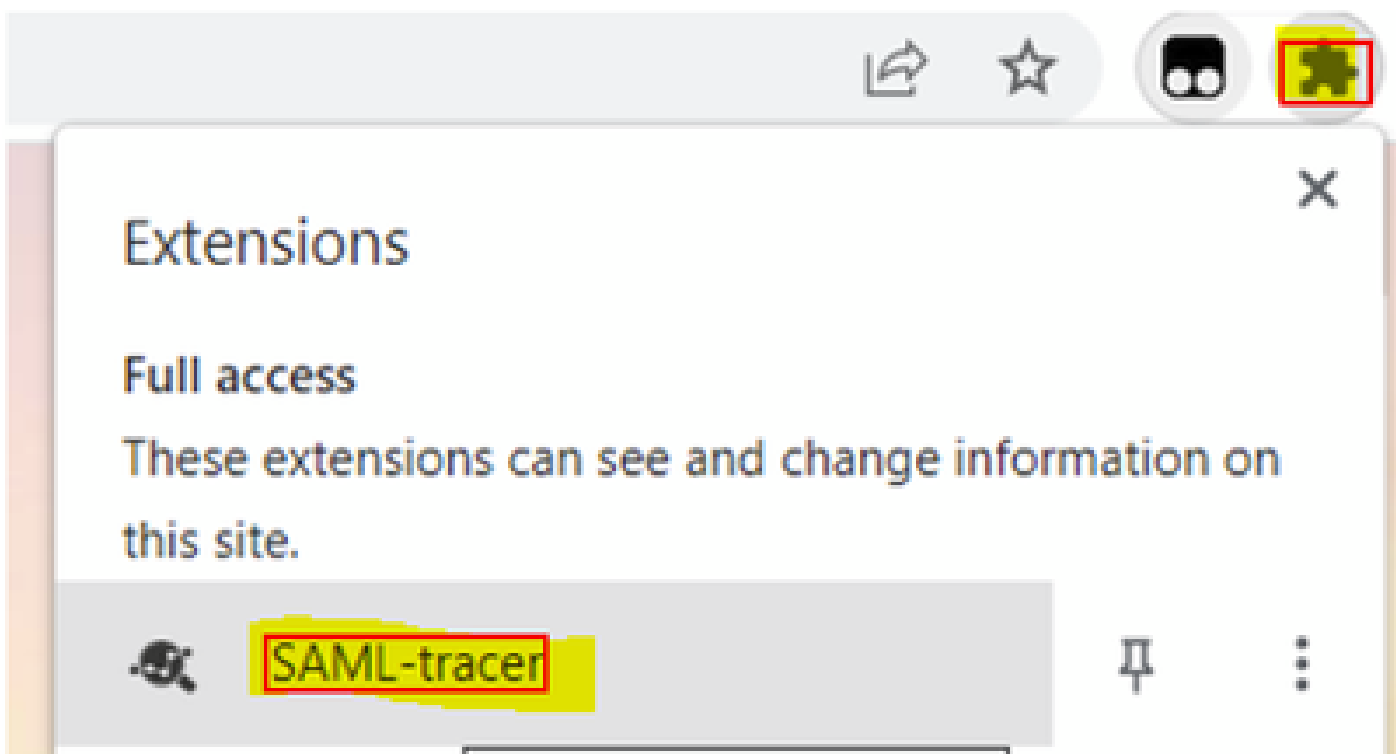 Extensions
Full access
These extensions can see and change information on
this site.
SAML-tracer